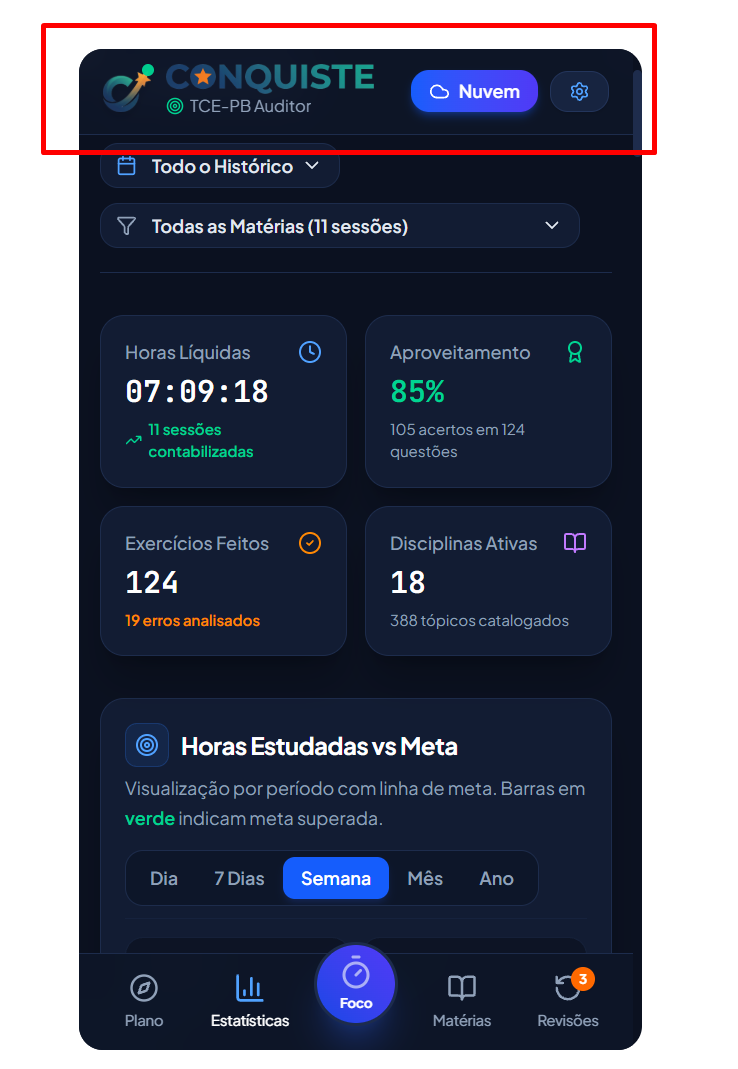 CONQUISTE
TCE-PB Auditor
Nuvem
Todo o Histórico
Todas as Matérias (11 sessões)
Horas Líquidas
07:09:18
11 sessões
contabilizadas
Aproveitamento
85%
105 acertos em 124
questões
Exercícios Feitos
124
19 erros analisados
Disciplinas Ativas
18
388 tópicos catalogados
Horas Estudadas vs Meta
Visualização por período com linha de meta. Barras em
verde indicam meta superada.
Dia 7 Dias Semana Mês Ano
Plano
Estatísticas
Foco
Matérias
3
Revisões